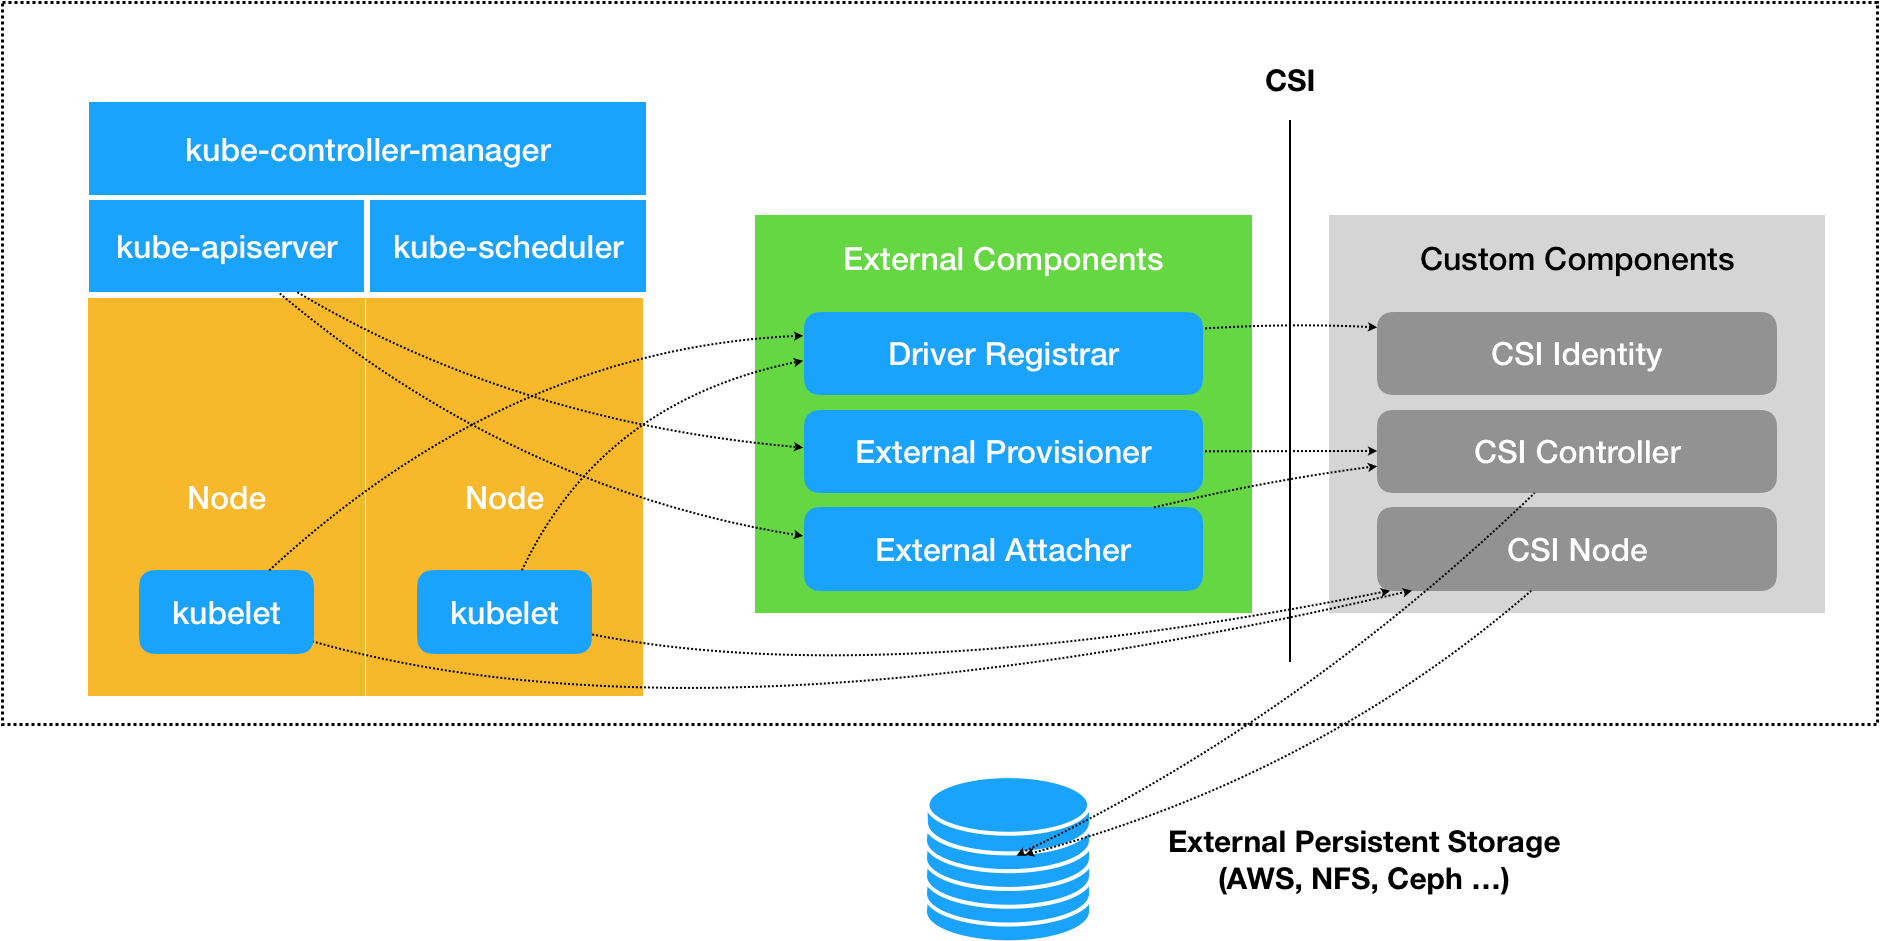 CSI
kube-controller-manager
kube-apiserver
kube-scheduler
Node
Node
kubelet
kubelet
External Components
Driver Registrar
External Provisioner
External Attacher
Custom Components
CSI Identity
CSI Controller
CSI Node
External Persistent Storage
(AWS, NFS, Ceph ...)